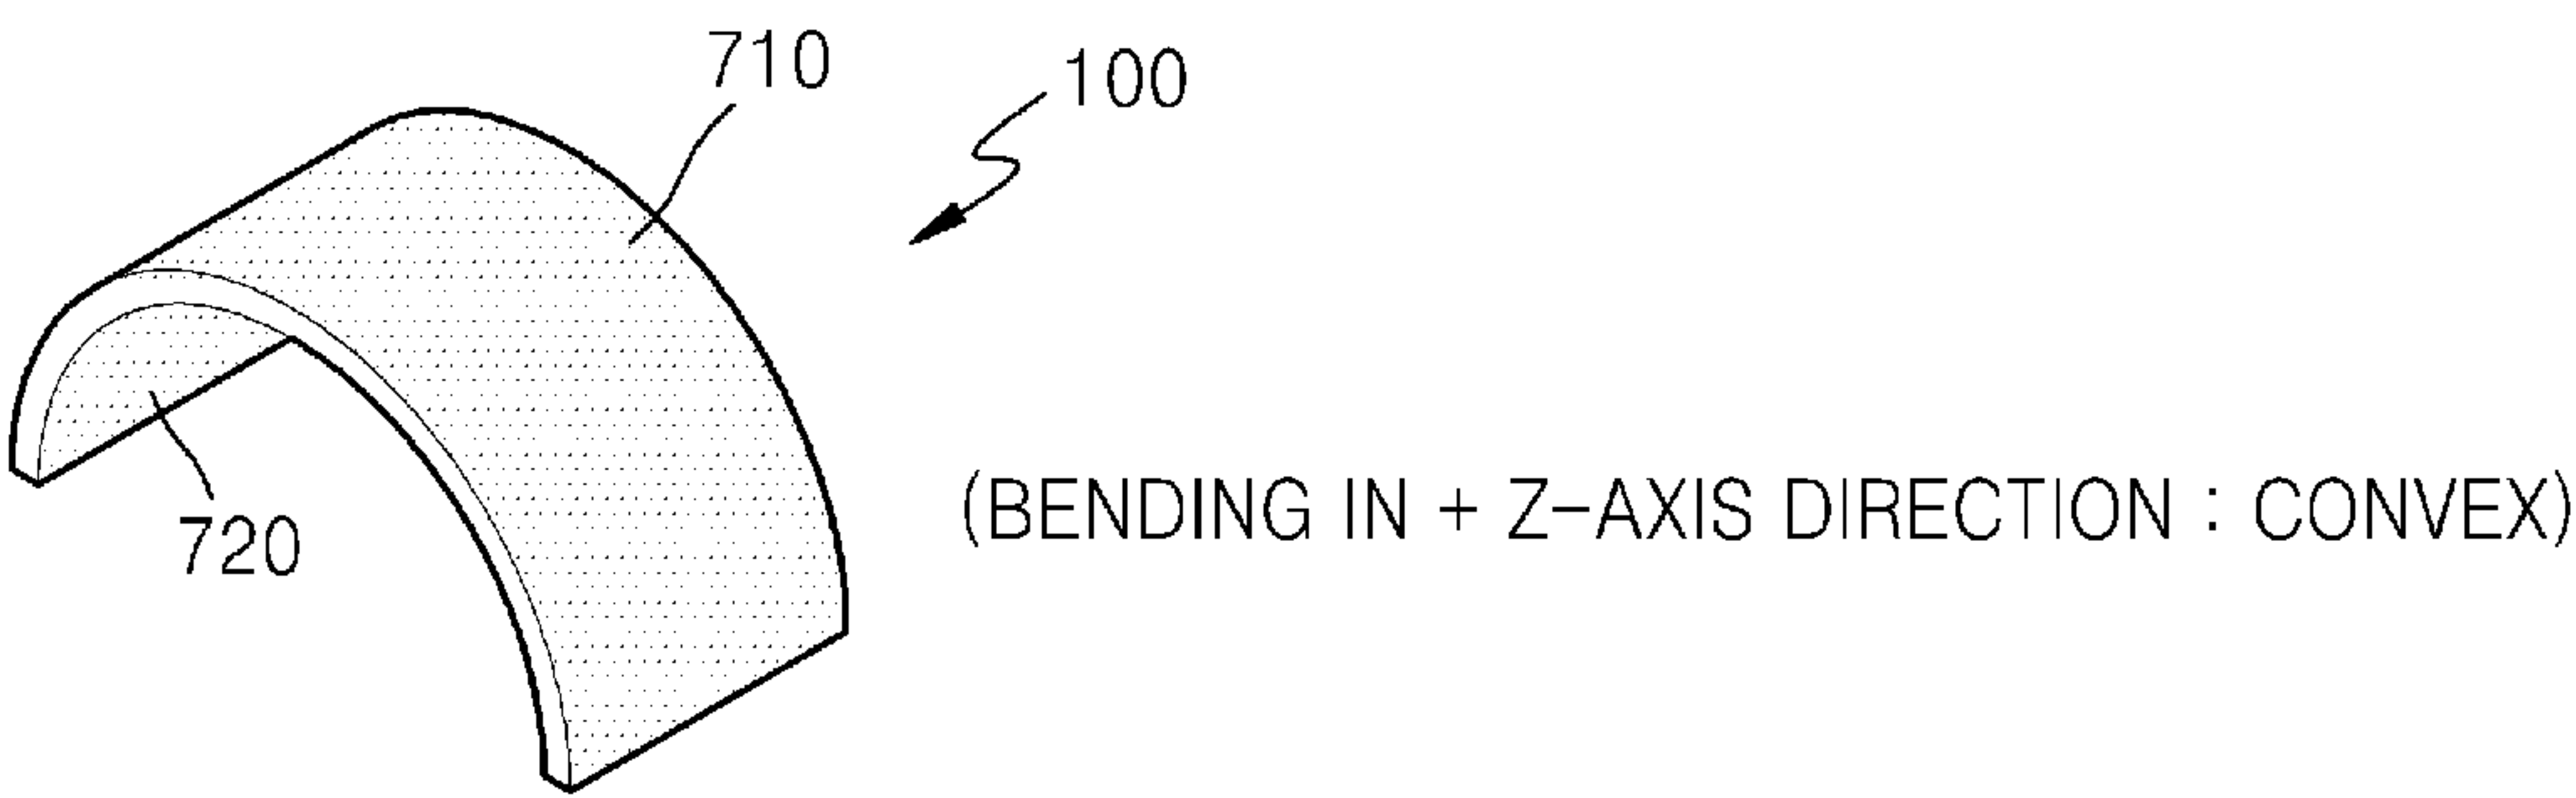 710
100
(BENDING IN + Z-AXIS DIRECTION : CONVEX)
720